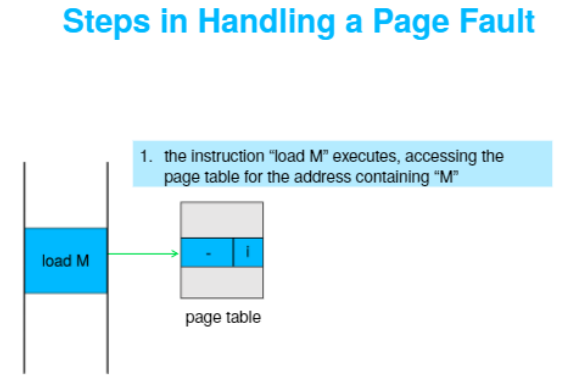 Steps in Handling a Page Fault
1. the instruction “load M” executes, accessing the
page table for the address containing “M”
load M
- i
page table